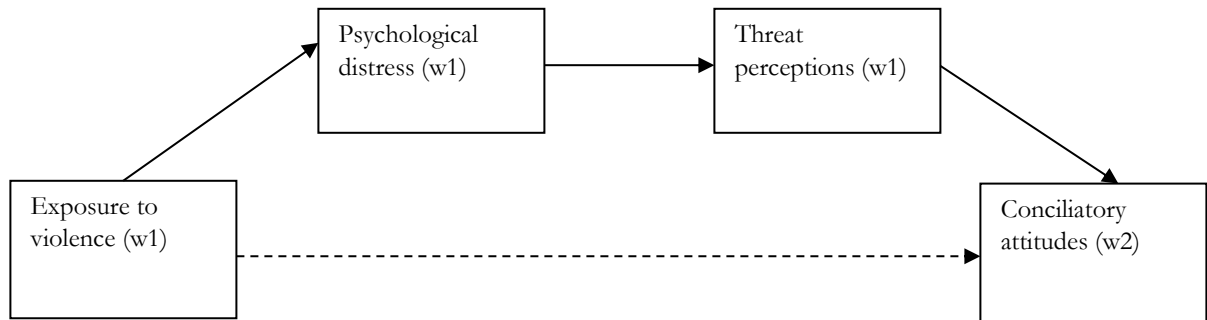 Psychological
distress (w1)
Threat
perceptions (w1)
Exposure to
violence (w1)
Conciliatory
attitudes (w2)